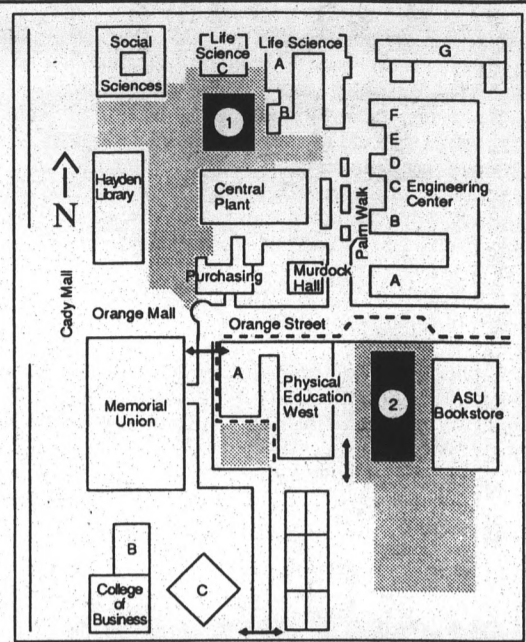 Social
Sciences
Life
Science
C
Life Science
A
B
1
G
F
E
D
C
B
A
Engineering
Center
N
Hayden
Library
Central
Plant
Palm Walk
Purchasing
Murdock
Hall
Cady Mall
Orange Mall
Orange Street
Memorial
Union
A
Physical
Education
West
2
ASU
Bookstore
B
College
of
Business
C